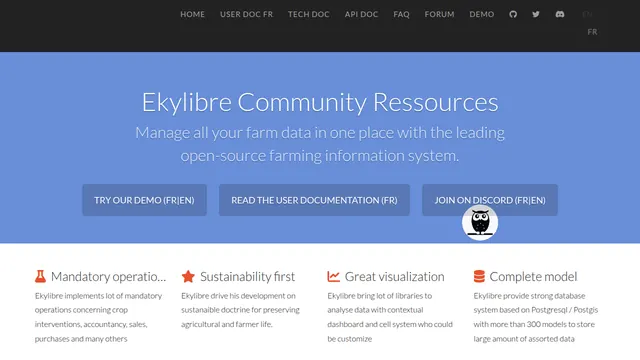 HOME USER DOC FR TECH DOC API DOC FAQ FORUM DEMO EN
FR
Ekylibre Community Ressources
Manage all your farm data in one place with the leading
open-source farming information system.
TRY OUR DEMO (FR|EN) READ THE USER DOCUMENTATION (FR) JOIN ON DISCORD (FR|EN)
Mandatory operatio... Sustainability first Great visualization Complete model
Ekylibre implements lot of mandatory
operations concerning crop
interventions, accountancy, sales,
purchases and many others
Ekylibre drive his development on
sustanaible doctrine for preserving
agricultural and farmer life.
Ekylibre bring lot of libraries to
analyse data with contextual
dashboard and cell system who could
be customize
Ekylibre provide strong database
system based on Postgresql / Postgis
with more than 300 models to store
large amount of assorted data